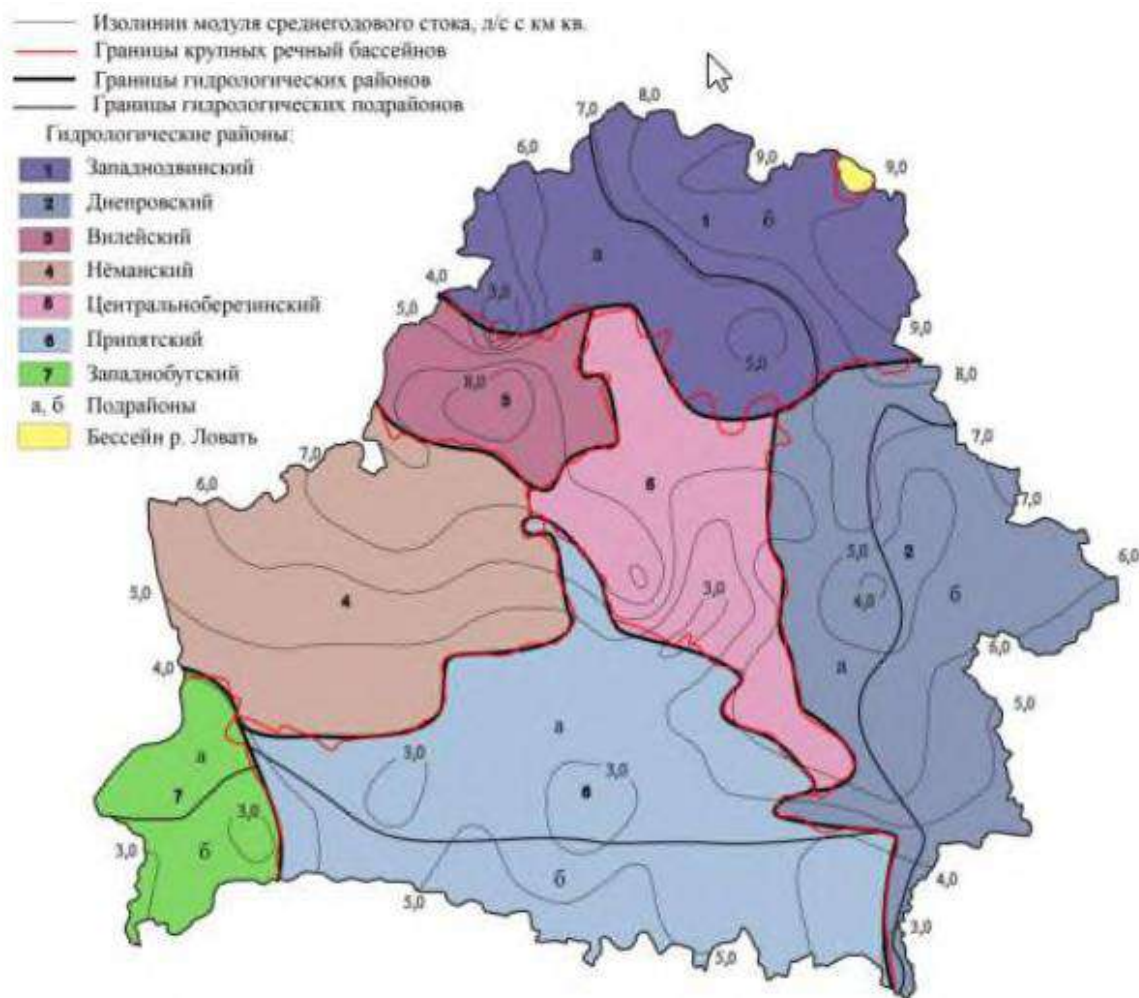 Изолинии модуля среднегодового стока, л/с с км кв.
Границы крупных речный бассейнов
Границы гидрологических районов
Границы гидрологических подрайонов
Гидрологические районы:
1 Западнодвинский
2 Днепровский
3 Вилейский
4 Нёманский
5 Центральноберезинский
6 Припятский
7 Западнобугский
а, б Подрайоны
Бессейн р. Ловать
8,0
7,0
6,0
9,0
9,0
1 б
а
4,0
3,0
5,0
9,0
5,0
8,0
8,0
3
7,0
7,0
6,0
7,0
5
5,0
2
6,0
5,0
3,0
4,0
4
б
6,0
4,0
а
5,0
а
а
3,0
3,0
7
6
3,0
3,0
б
б
4,0
5,0
3,0
5,0